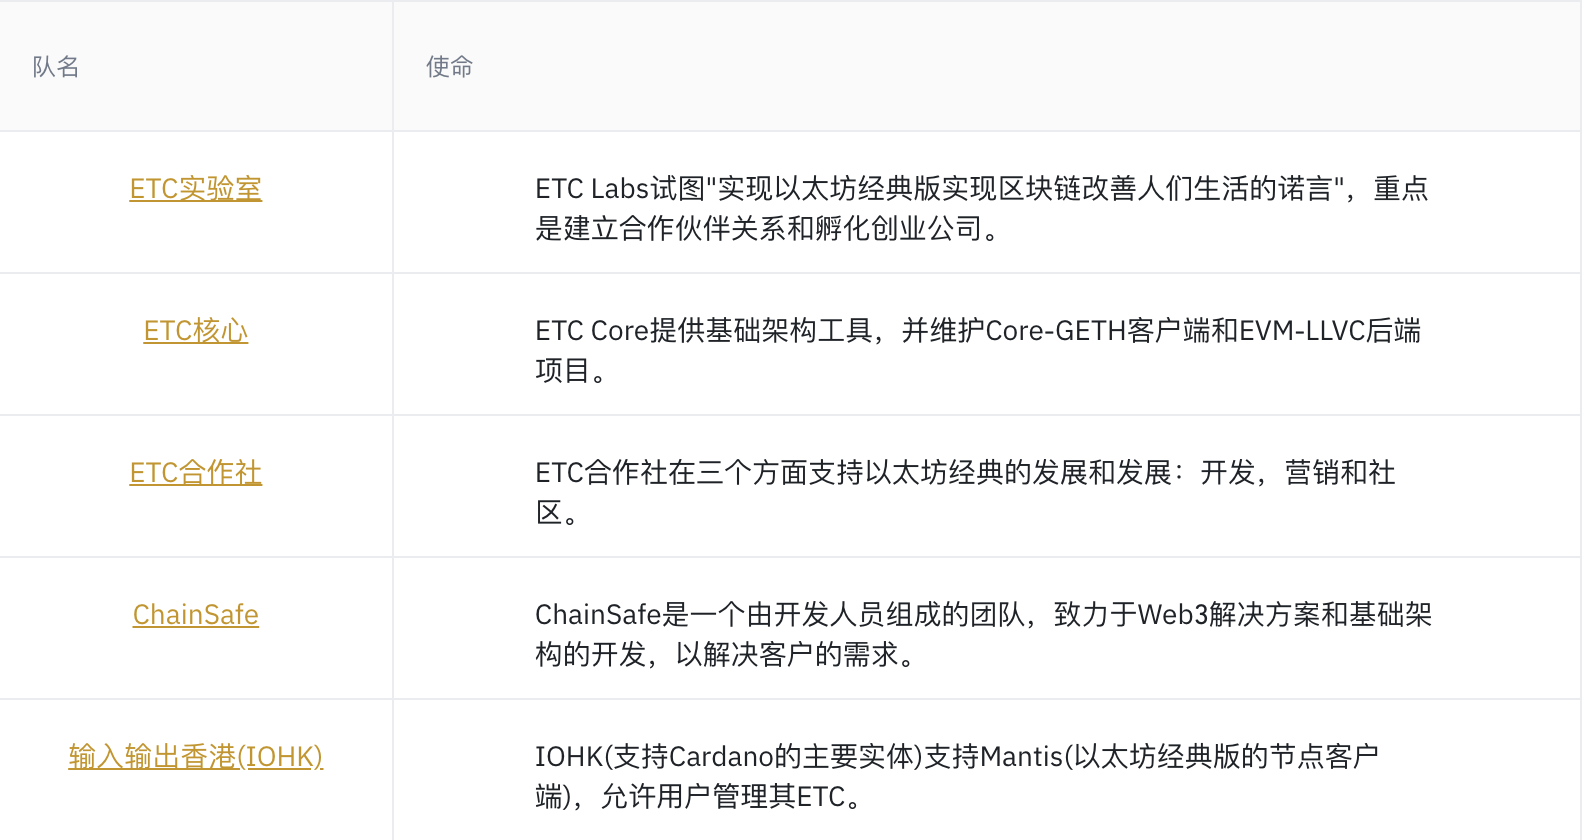 队名
使命
ETC实验室
ETC Labs试图"实现以太坊经典版实现区块链改善人们生活的诺言"，重点
是建立合作伙伴关系和孵化创业公司。
ETC核心
ETC Core提供基础架构工具，并维护Core-GETH客户端和EVM-LLVC后端
项目。
ETC合作社
ETC合作社在三个方面支持以太坊经典的发展和发展：开发，营销和社
区。
ChainSafe
ChainSafe是一个由开发人员组成的团队，致力于Web3解决方案和基础架
构的开发，以解决客户的需求。
输入输出香港(IOHK)
IOHK(支持Cardano的主要实体)支持Mantis(以太坊经典版的节点客户
端)，允许用户管理其ETC。